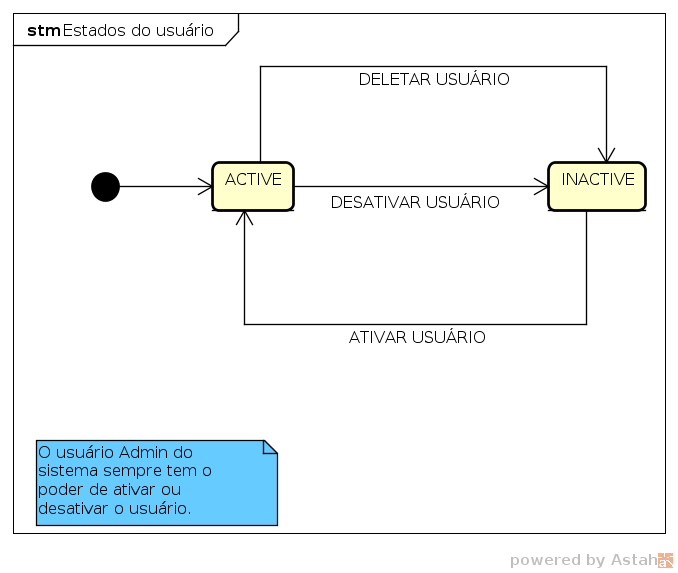 stm Estados do usuário
DELETAR USUÁRIO
ACTIVE
INACTIVE
DESATIVAR USUÁRIO
ATIVAR USUÁRIO
O usuário Admin do
sistema sempre tem o
poder de ativar ou
desativar o usuário.
powered by Astah